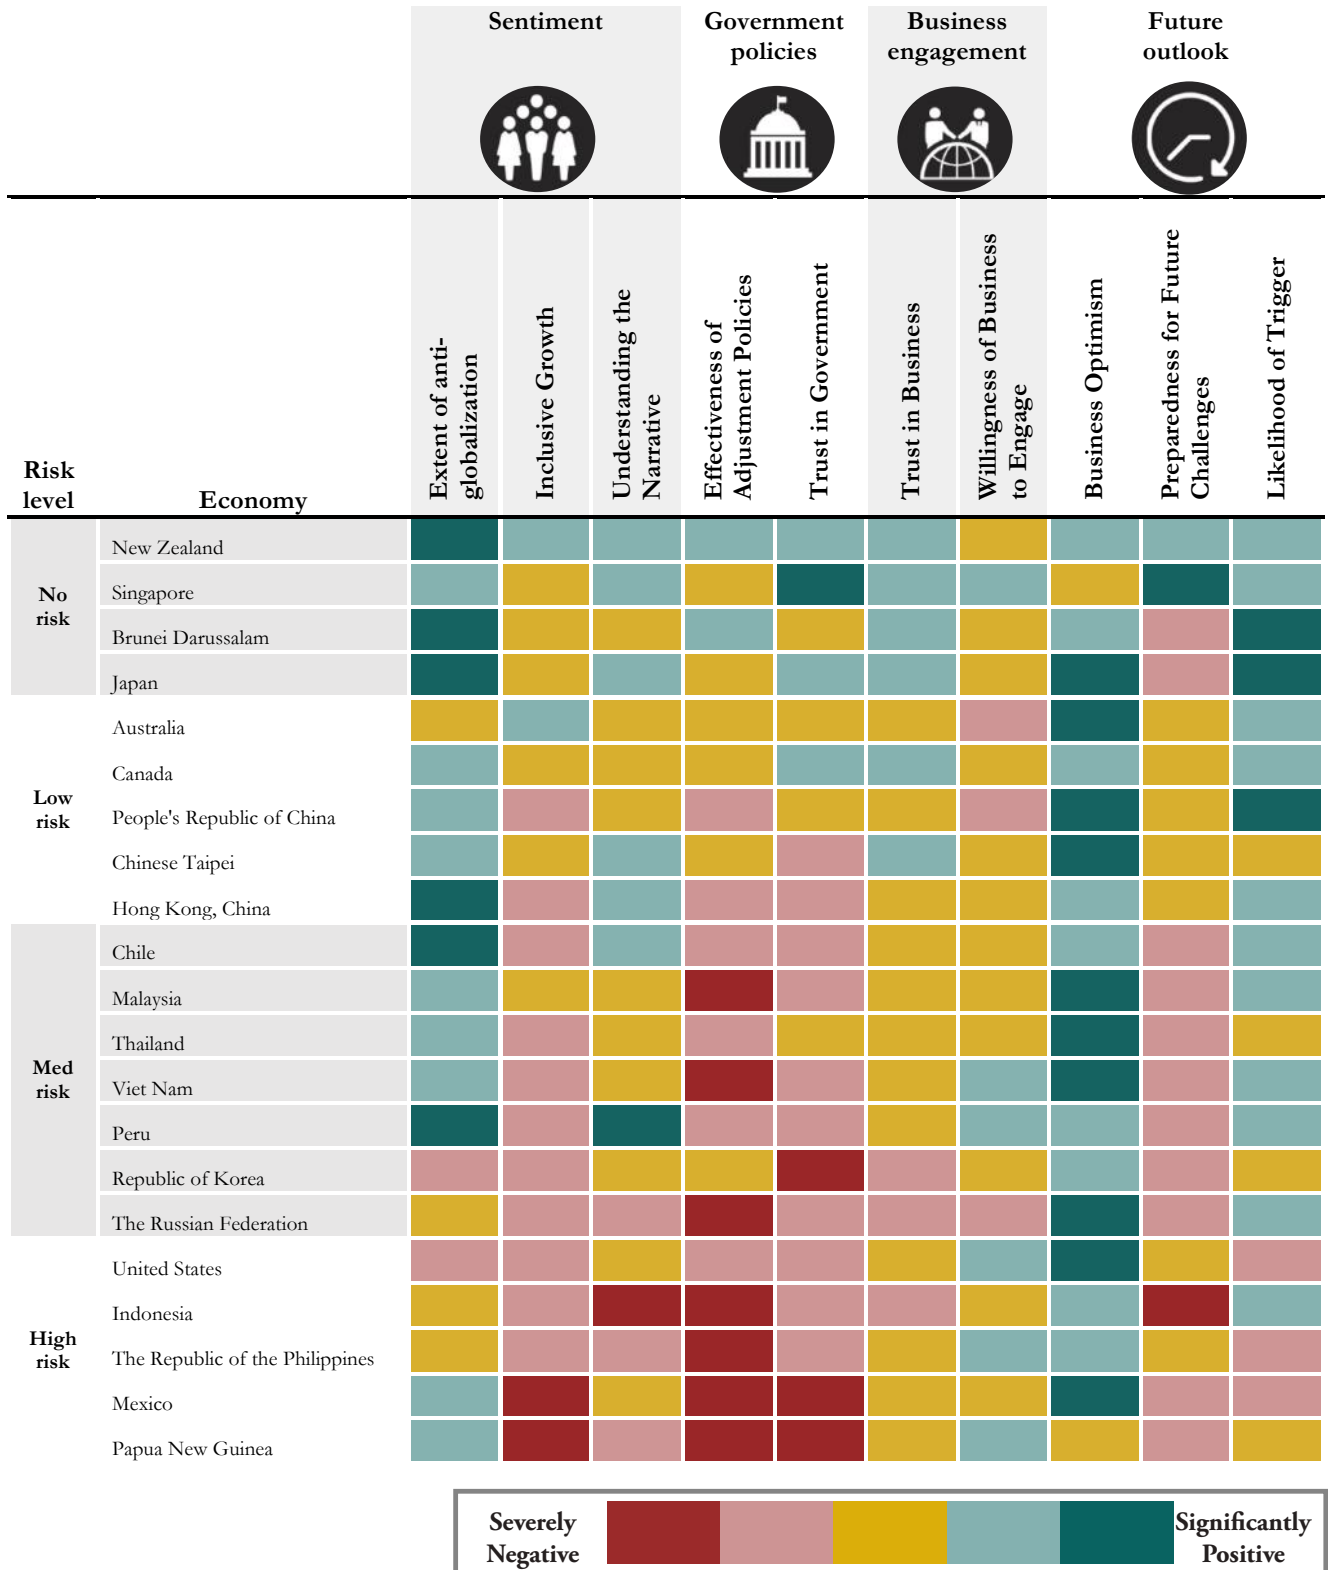 Sentiment
Government
policies
Business
engagement
Future
outlook
Risk
level
Economy
Extent of anti-
globalization
Inclusive Growth
Understanding the
Narrative
Effectiveness of
Adjustment Policies
Trust in Government
Trust in Business
Willingness of Business
to Engage
Business Optimism
Preparedness for Future
Challenges
Likelihood of Trigger
No
risk
New Zealand
Singapore
Brunei Darussalam
Japan
Low
risk
Australia
Canada
People's Republic of China
Chinese Taipei
Hong Kong, China
Med
risk
Chile
Malaysia
Thailand
Viet Nam
Peru
Republic of Korea
The Russian Federation
High
risk
United States
Indonesia
The Republic of the Philippines
Mexico
Papua New Guinea
Severely
Negative
Significantly
Positive